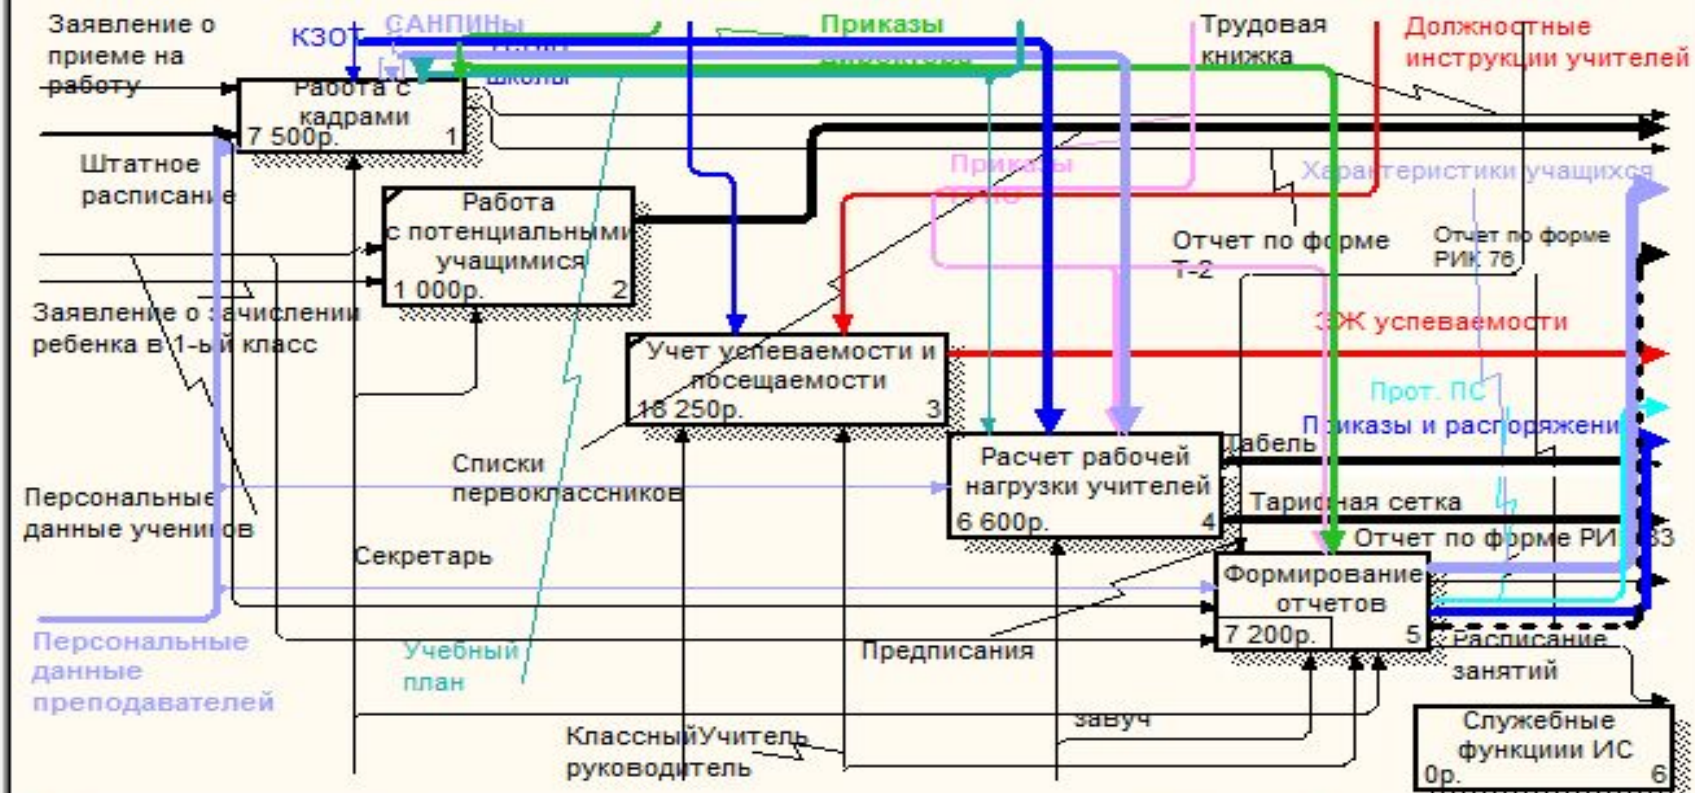 Заявление о
приеме на
работу
КЗОТ
САНПИНы
школы
Приказы
Трудовая
книжка
Должностные
инструкции учителей
Работа с
кадрами
7 500р. 1
Штатное
расписание
Приказы
Характеристики учащихся
Работа
с потенциальными
учащимися
1 000р. 2
Отчет по форме
Т-2
Отчет по форме
РИК 76
Заявление о зачислении
ребенка в 1-ый класс
ЭЖ успеваемости
Учет успеваемости и
посещаемости
16 250р. 3
Прот. ПС
Приказы и распоряжени
Табель
Списки
первоклассников
Расчет рабочей
нагрузки учителей
6 600р. 4
Персональные
данные учеников
Тарифная сетка
Отчет по форме РИ 83
Секретарь
Формирование
отчетов
7 200р. 5
Персональные
данные
преподавателей
Учебный
план
Предписания
Расписание
занятий
завуч
КлассныйУчитель
руководитель
Служебные
функциии ИС
0р. 6